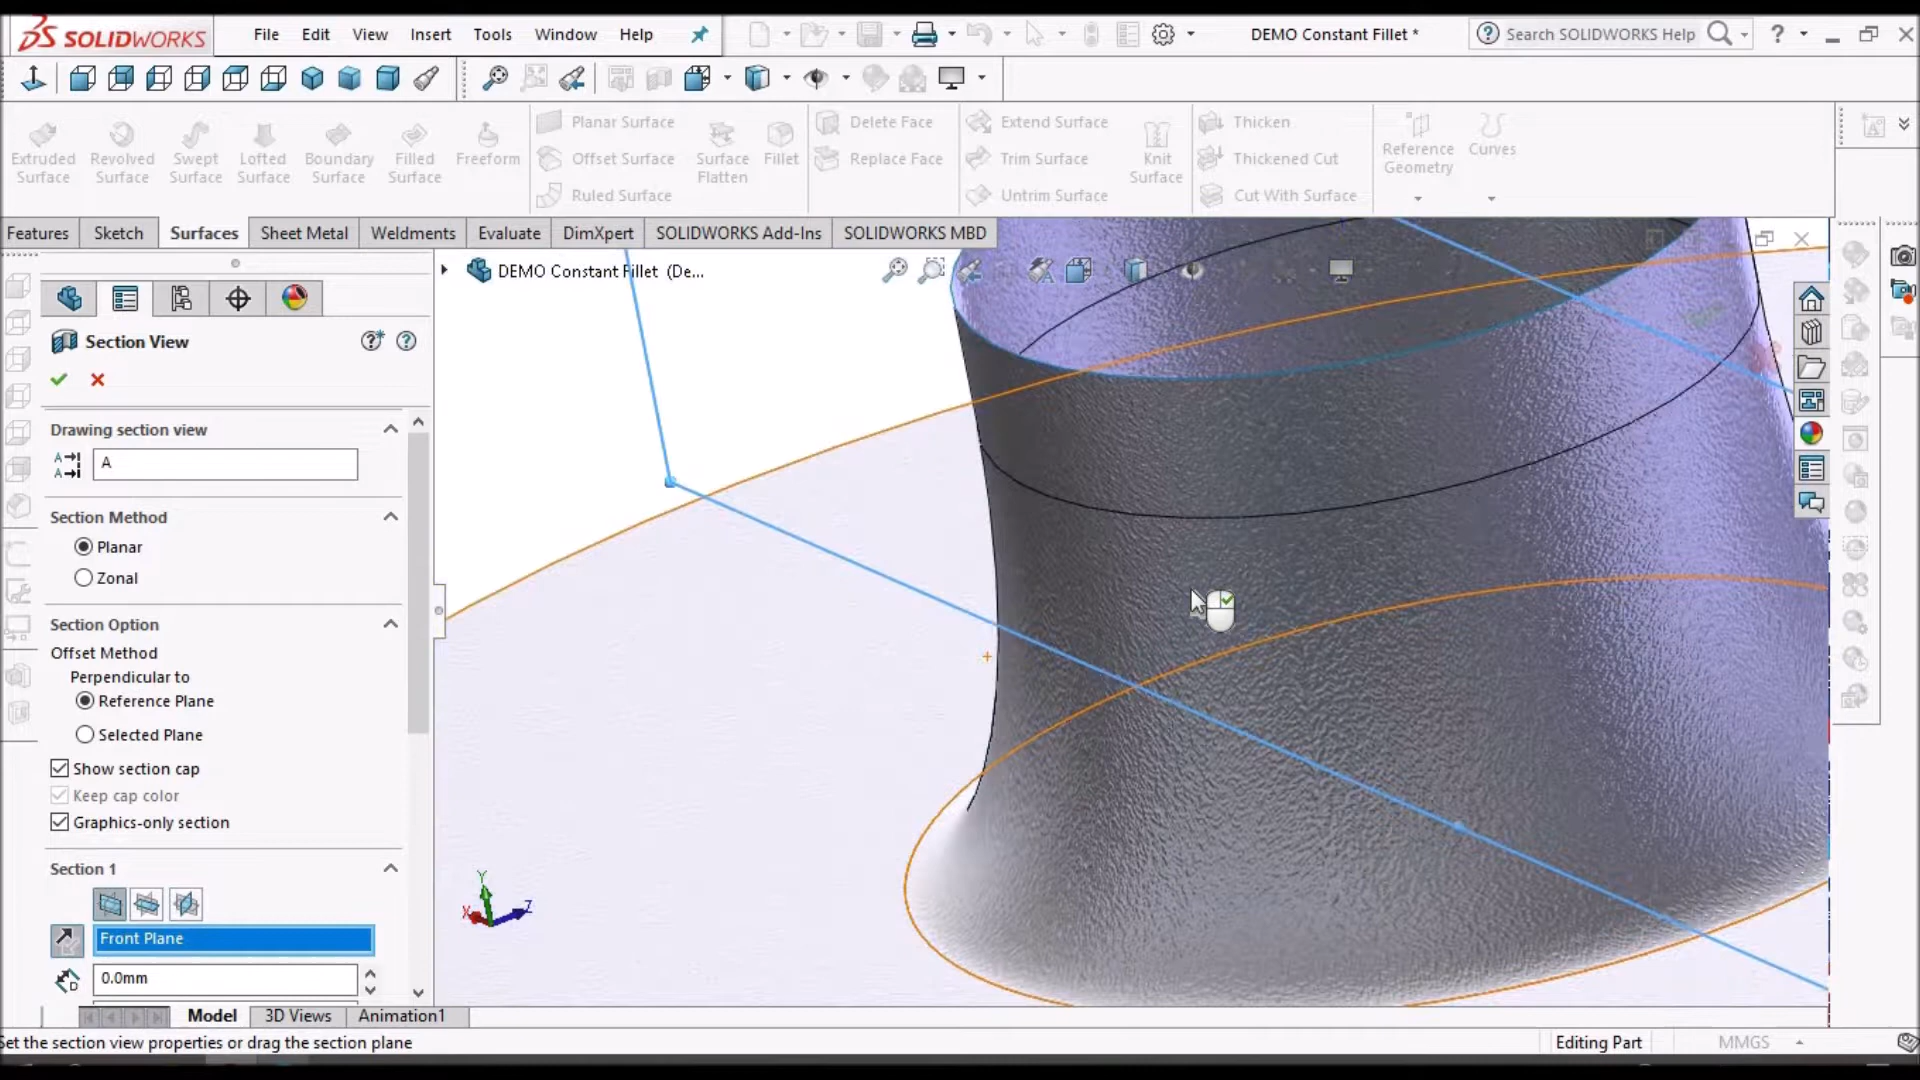 SOLIDWORKS File Edit View Insert Tools Window Help DEMO Constant Fillet * Search SOLIDWORKS Help
Extruded Surface
Revolved Surface
Swept Surface
Lofted Surface
Boundary Surface
Filled Surface
Freeform
Planar Surface
Offset Surface
Ruled Surface
Surface Flatten
Fillet
Delete Face
Replace Face
Extend Surface
Trim Surface
Untrim Surface
Knit Surface
Thicken
Thickened Cut
Cut With Surface
Reference Geometry
Curves
Features Sketch Surfaces Sheet Metal Weldments Evaluate DimXpert SOLIDWORKS Add-Ins SOLIDWORKS MBD
DEMO Constant Fillet (De...
Section View
Drawing section view
A
Section Method
Planar
Zonal
Section Option
Offset Method
Perpendicular to
Reference Plane
Selected Plane
Show section cap
Keep cap color
Graphics-only section
Section 1
Front Plane
0.0mm
Y
X
Z
Model 3D Views Animation1
Set the section view properties or drag the section plane
Editing Part MMGS